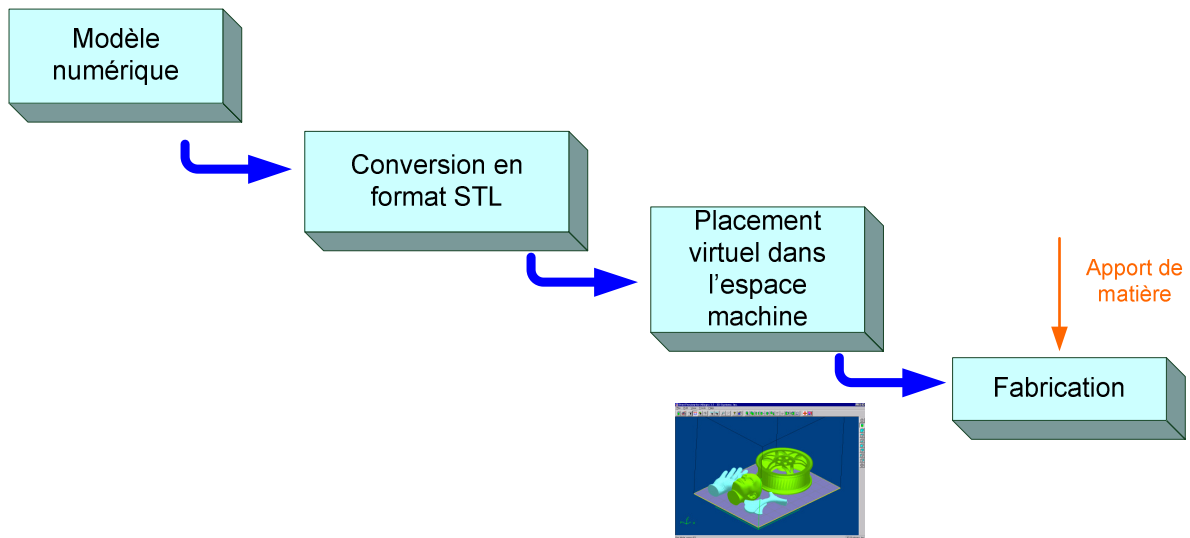 Modèle
numérique
Conversion en
format STL
Placement
virtuel dans
l’espace
machine
Apport de
matière
Fabrication